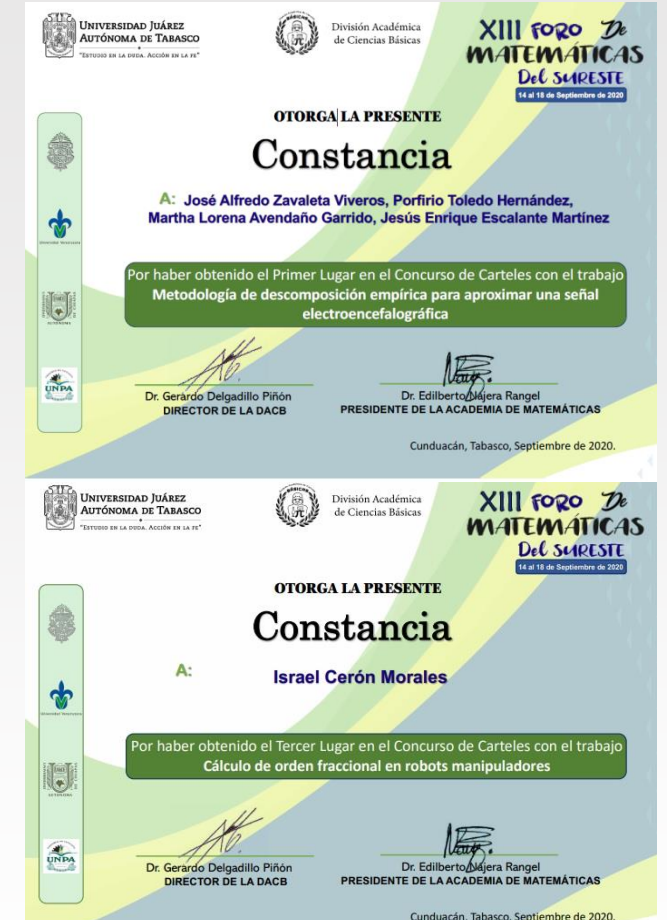 UNIVERSIDAD JUÁREZ
AUTÓNOMA DE TABASCO
"ESTUDIO EN LA DUDA. ACCIÓN EN LA FE"
División Académica
de Ciencias Básicas
XIII FORO De
MATEMÁTICAS
Del SURESTE
14 al 18 de Septiembre de 2020
OTORGA LA PRESENTE
Constancia
A: José Alfredo Zavaleta Viveros, Porfirio Toledo Hernández,
Martha Lorena Avendaño Garrido, Jesús Enrique Escalante Martínez
Por haber obtenido el Primer Lugar en el Concurso de Carteles con el trabajo
Metodología de descomposición empírica para aproximar una señal
electroencefalográfica
UNPA
Dr. Gerardo Delgadillo Piñón
DIRECTOR DE LA DACB
Dr. Edilberto Nájera Rangel
PRESIDENTE DE LA ACADEMIA DE MATEMÁTICAS
Cunduacán, Tabasco, Septiembre de 2020.
UNIVERSIDAD JUÁREZ
AUTÓNOMA DE TABASCO
"ESTUDIO EN LA DUDA. ACCIÓN EN LA FE"
División Académica
de Ciencias Básicas
XIII FORO De
MATEMÁTICAS
Del SURESTE
14 al 18 de Septiembre de 2020
OTORGA LA PRESENTE
Constancia
A: Israel Cerón Morales
Por haber obtenido el Tercer Lugar en el Concurso de Carteles con el trabajo
Cálculo de orden fraccional en robots manipuladores
UNPA
Dr. Gerardo Delgadillo Piñón
DIRECTOR DE LA DACB
Dr. Edilberto Nájera Rangel
PRESIDENTE DE LA ACADEMIA DE MATEMÁTICAS
Cunduacán, Tabasco, Septiembre de 2020.